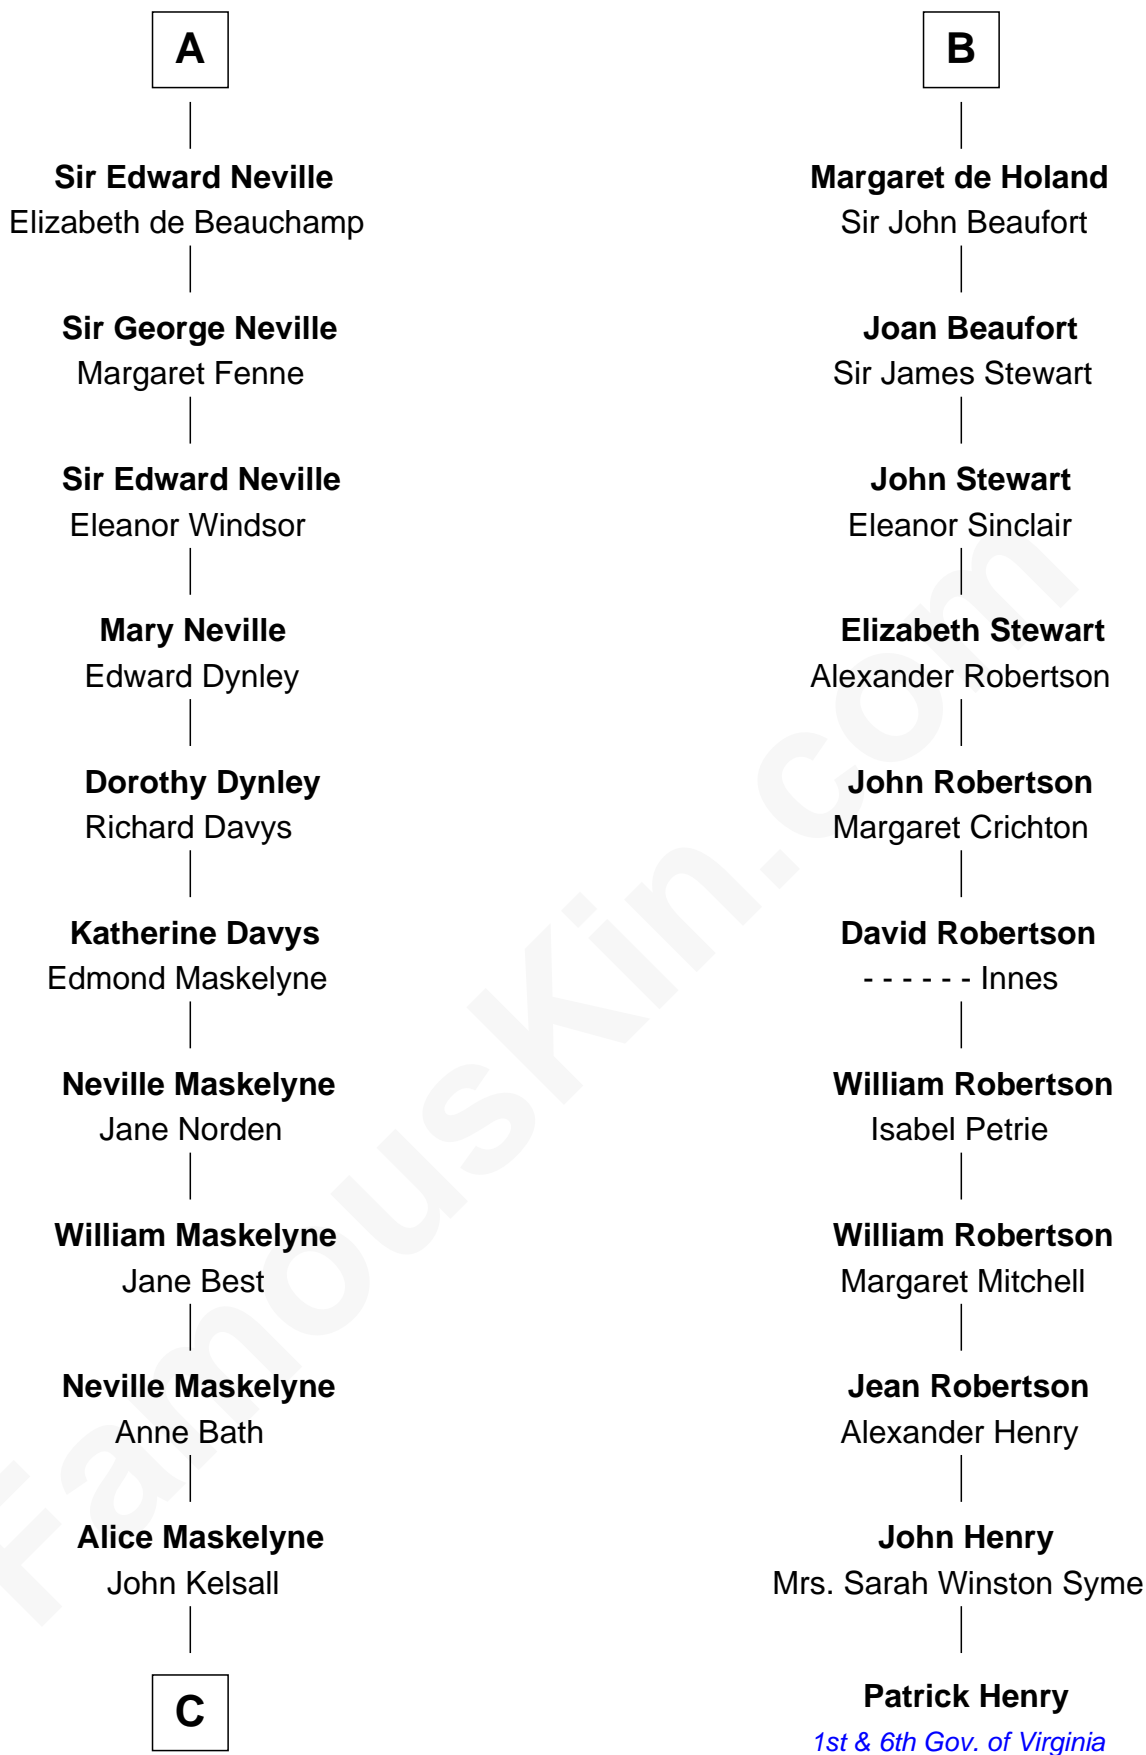 A
Sir Edward Neville
Elizabeth de Beauchamp
Sir George Neville
Margaret Fenne
Sir Edward Neville
Eleanor Windsor
Mary Neville
Edward Dynley
Dorothy Dynley
Richard Davys
Katherine Davys
Edmond Maskelyne
Neville Maskelyne
Jane Norden
William Maskelyne
Jane Best
Neville Maskelyne
Anne Bath
Alice Maskelyne
John Kelsall
C
B
Margaret de Holand
Sir John Beaufort
Joan Beaufort
Sir James Stewart
John Stewart
Eleanor Sinclair
Elizabeth Stewart
Alexander Robertson
John Robertson
Margaret Crichton
David Robertson
- - - - - - Innes
William Robertson
Isabel Petrie
William Robertson
Margaret Mitchell
Jean Robertson
Alexander Henry
John Henry
Mrs. Sarah Winston Syme
Patrick Henry
1st & 6th Gov. of Virginia
FamousKin.com